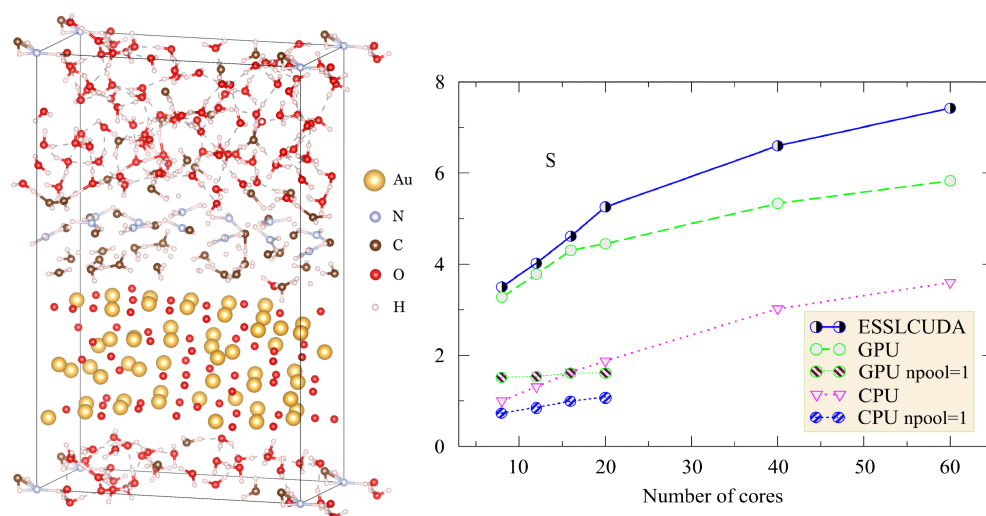 Au
N
C
O
H
8
6
4
2
0
S
ESSLCUDA
GPU
GPU npool=1
CPU
CPU npool=1
10 20 30 40 50 60
Number of cores